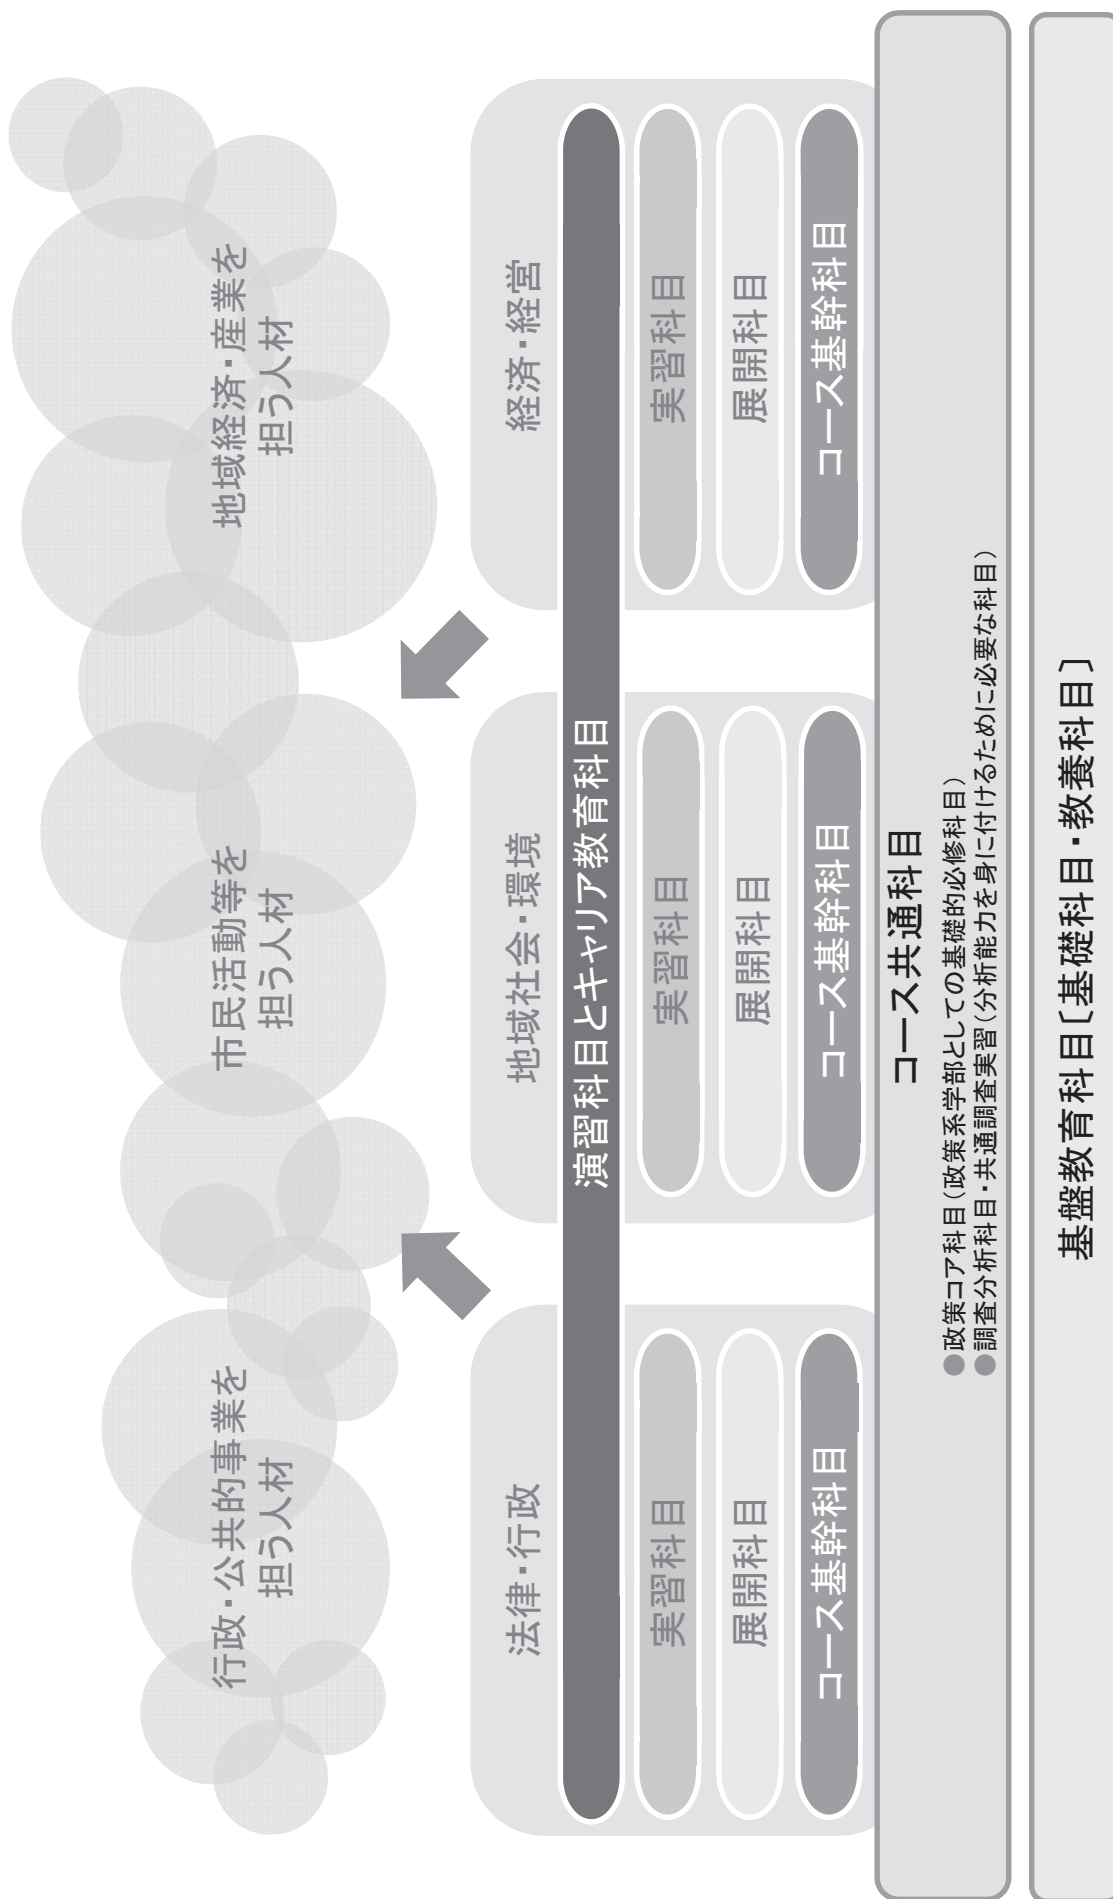 行政・公共的事業を
担う人材
市民活動等を
担う人材
地域経済・産業を
担う人材
法律・行政
地域社会・環境
経済・経営
演習科目とキャリア教育科目
実習科目
実習科目
実習科目
展開科目
展開科目
展開科目
コース基幹科目
コース基幹科目
コース基幹科目
コース共通科目
●政策コア科目(政策系学部としての基礎的必修科目)
●調査分析科目・共通調査実習(分析能力を身に付けるために必要な科目)
基盤教育科目〔基礎科目・教養科目〕